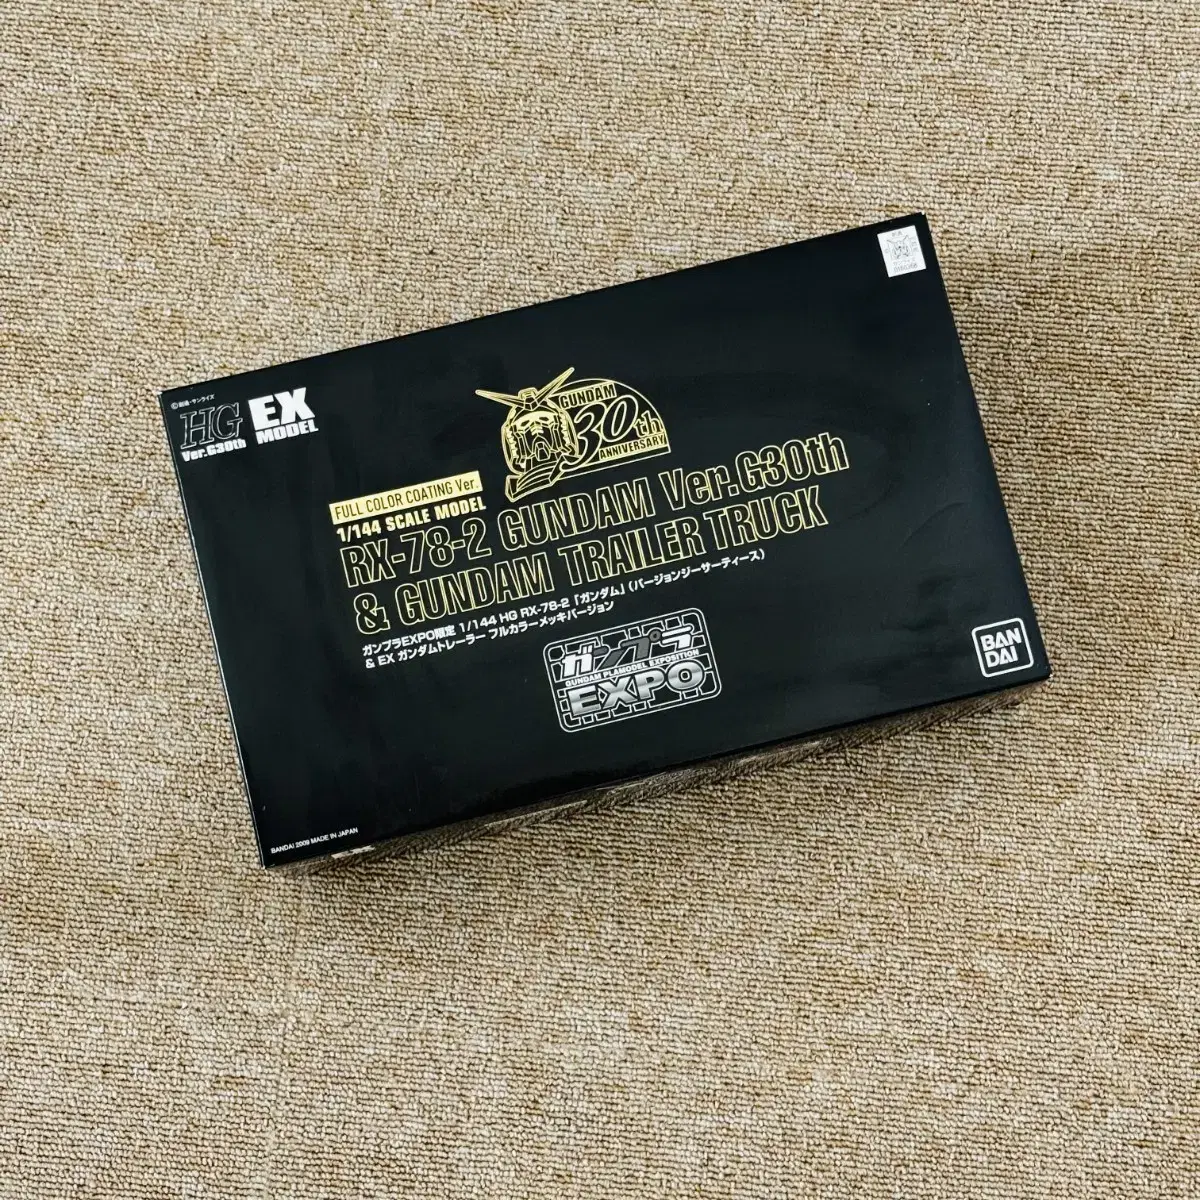 ©創通・サンライズ
HG
Ver.G30th
EX
MODEL
GUNDAM
30th
ANNIVERSARY
FULL COLOR COATING Ver.
1/144 SCALE MODEL
RX-78-2 GUNDAM Ver.G30th
& GUNDAM TRAILER TRUCK
ガンプラEXPO限定 1/144 HG RX-78-2「ガンダム」(バージョンジーサーティース)
& EX ガンダムトレーラー フルカラーメッキバージョン
ガンプラ
GUNDAM PLAMODEL EXPOSITION
EXPO
BAN
DAI
BANDAI 2009 MADE IN JAPAN